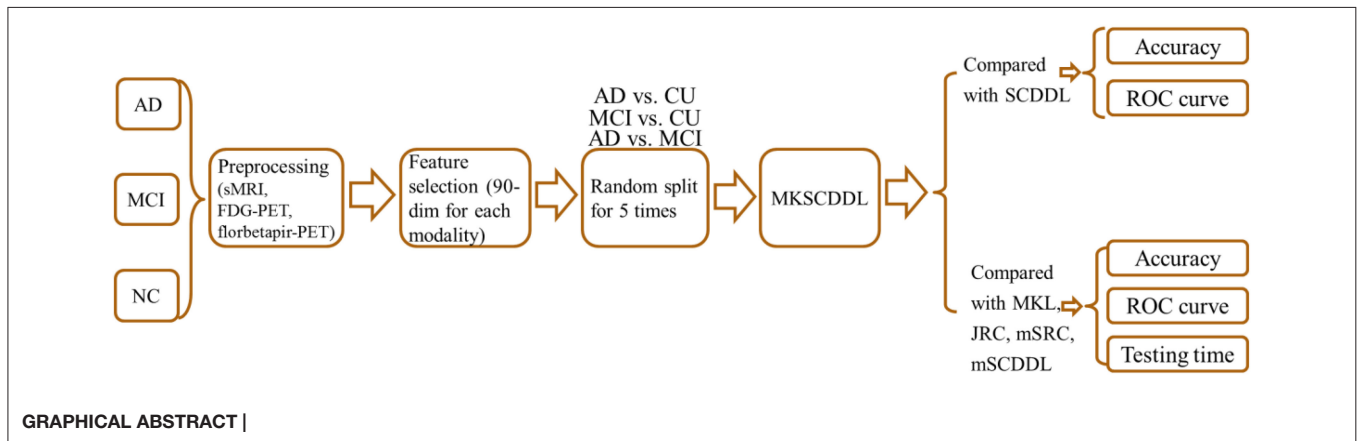 AD
MCI
NC
Preprocessing
(sMRI,
FDG-PET,
florbetapir-PET)
Feature
selection (90-
dim for each
modality)
AD vs. CU
MCI vs. CU
AD vs. MCI
Random split
for 5 times
MKSCDDL
Compared
with SCDDL
Accuracy
ROC curve
Compared
with MKL,
JRC, mSRC,
mSCDDL
Accuracy
ROC curve
Testing time
GRAPHICAL ABSTRACT |